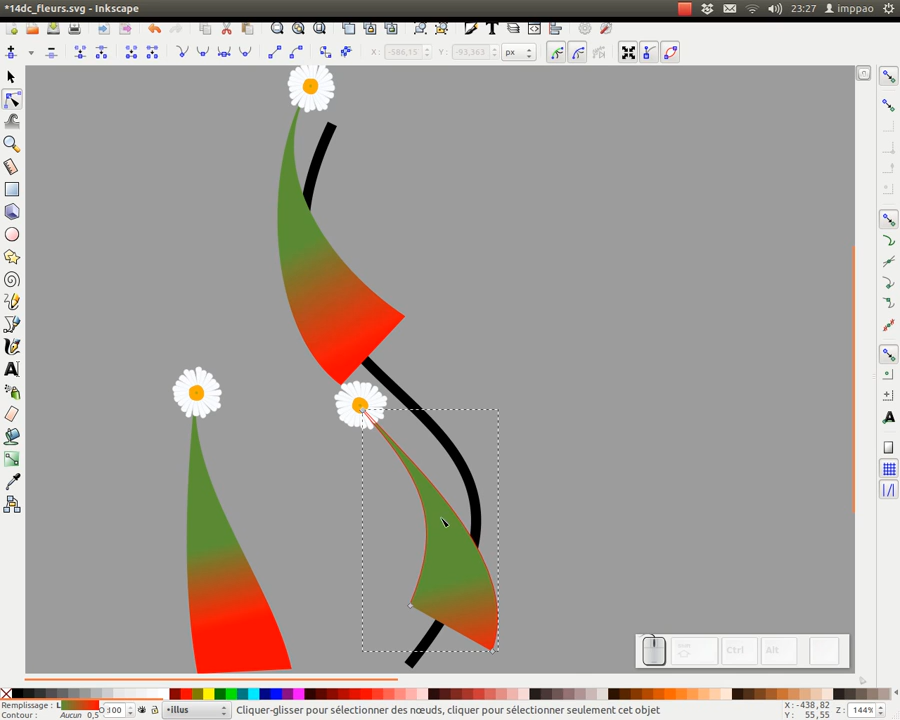 *14dc_fleurs.svg - Inkscape
23:27 imppao
X: -586,15 Y: -93,363 px
Ctrl Alt
Remplissage :
Contour : Aucun 0,5
O :100
•illus
Cliquer-glisser pour sélectionner des nœuds, cliquer pour sélectionner seulement cet objet
X: -438,82
Y: 55,55
Z: 144%